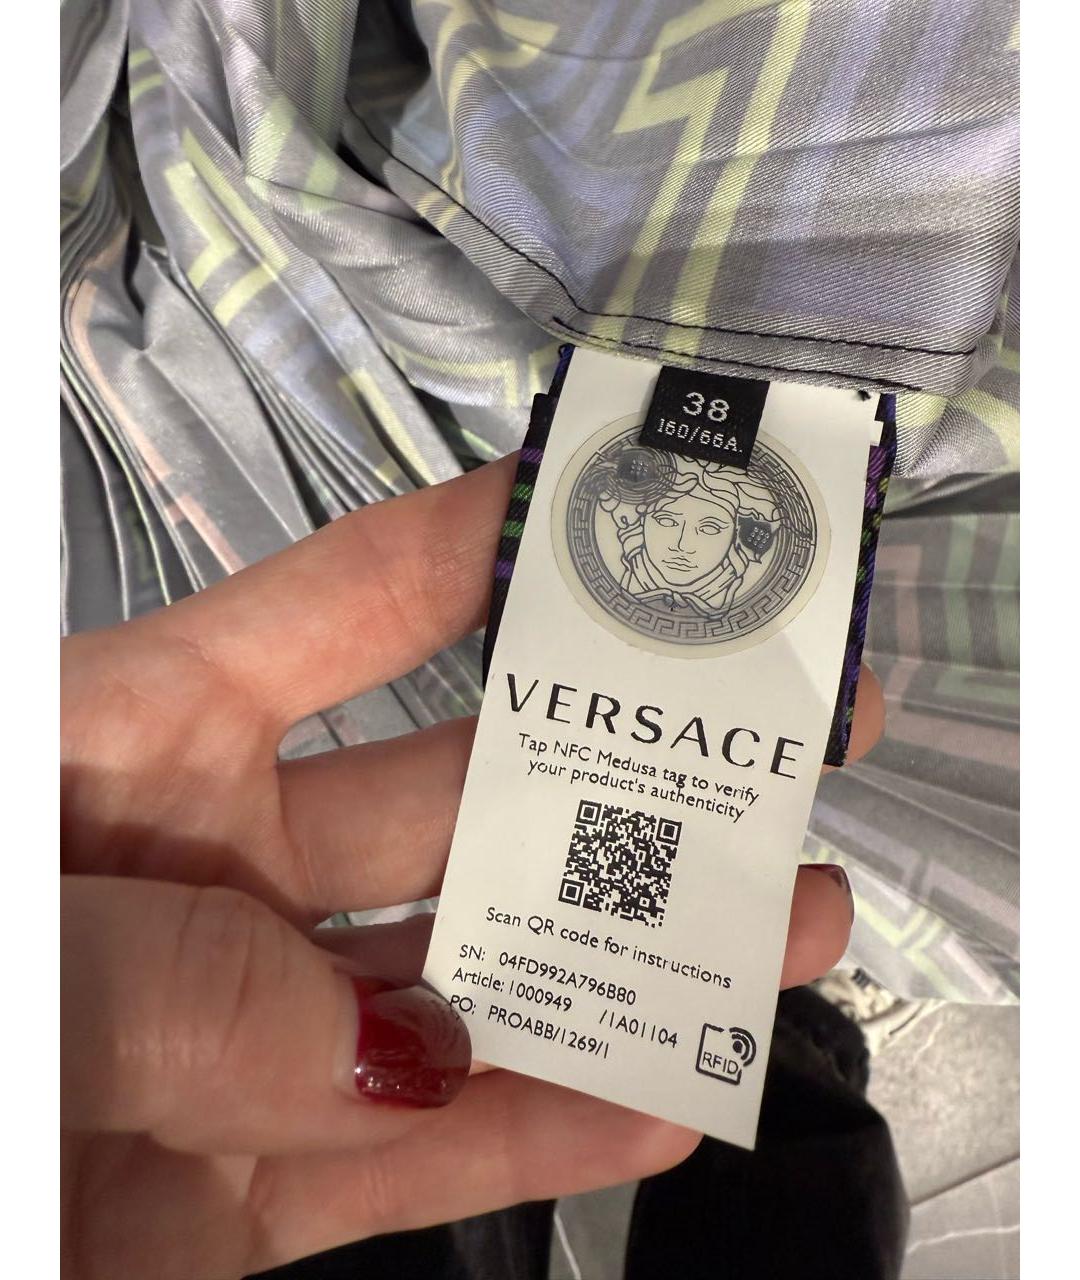 38
160/66A.
VERSACE
Tap NFC Medusa tag to verify
your product's authenticity
Scan QR code for instructions
SN: 04FD992A796B80
Article: 1000949 /1A01104
PO: PROABB/1269/1
RFID